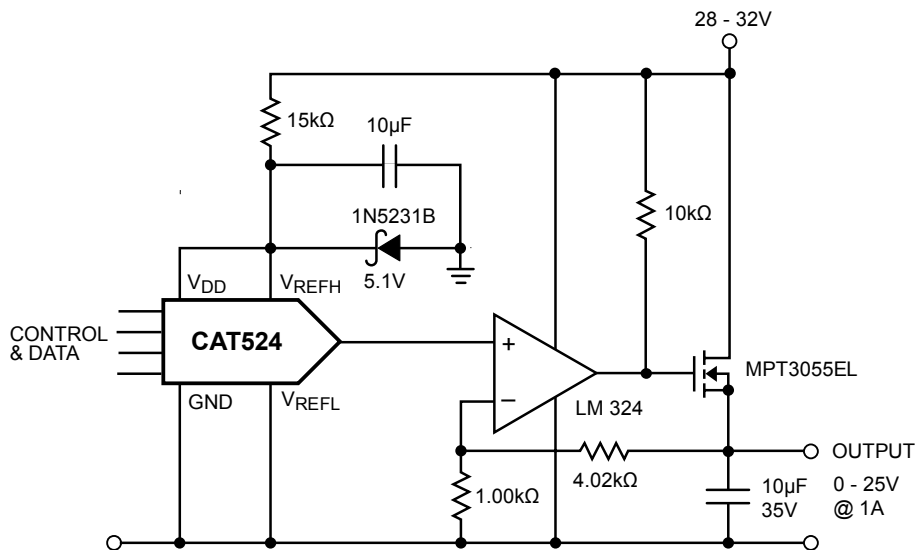 28 - 32V
15kΩ
10µF
1N5231B
5.1V
10kΩ
VDD
VREFH
CONTROL
& DATA
CAT524
+
–
MPT3055EL
GND
VREFL
LM 324
1.00kΩ
4.02kΩ
OUTPUT
10µF
35V
0 - 25V
@ 1A